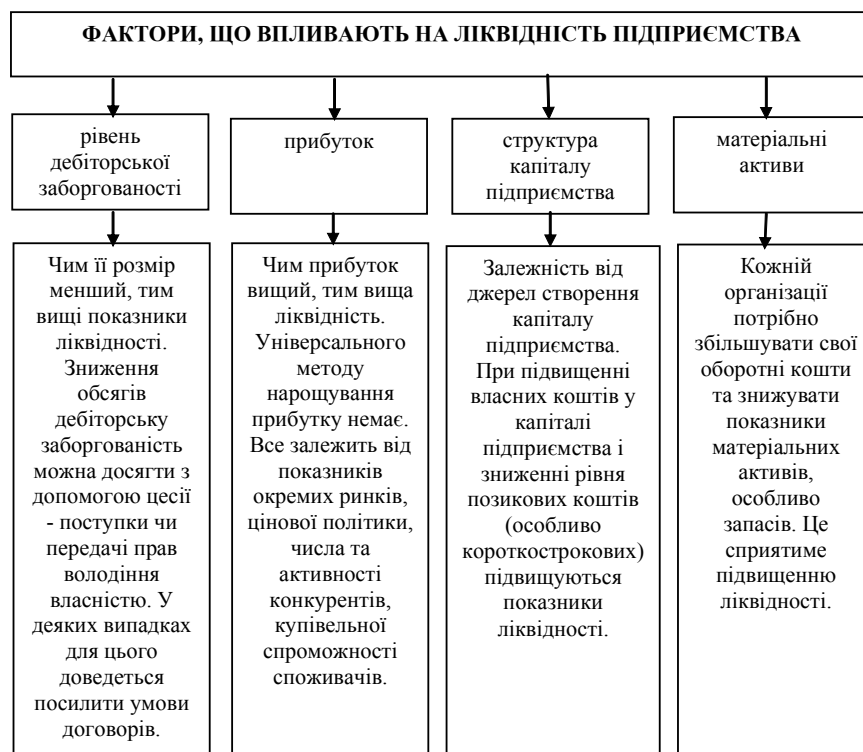 ФАКТОРИ, ЩО ВПЛИВАЮТЬ НА ЛІКВІДНІСТЬ ПІДПРИЄМСТВА
рівень
дебіторської
заборгованості
прибуток
структура
капіталу
підприємства
матеріальні
активи
Чим її розмір
менший, тим
вищі показники
ліквідності.
Зниження
обсягів
дебіторську
заборгованість
можна досягти з
допомогою цесії
- поступки чи
передачі прав
володіння
власністю. У
деяких випадках
для цього
доведеться
посилити умови
договорів.
Чим прибуток
вищий, тим вища
ліквідність.
Універсального
методу
нарощування
прибутку немає.
Все залежить від
показників
окремих ринків,
цінової політики,
числа та
активності
конкурентів,
купівельної
спроможності
споживачів.
Залежність від
джерел створення
капіталу
підприємства.
При підвищенні
власних коштів у
капіталі
підприємства і
зниженні рівня
позикових коштів
(особливо
короткострокових)
підвищуються
показники
ліквідності.
Кожній
організації
потрібно
збільшувати свої
оборотні кошти
та знижувати
показники
матеріальних
активів,
особливо
запасів. Це
сприятиме
підвищенню
ліквідності.